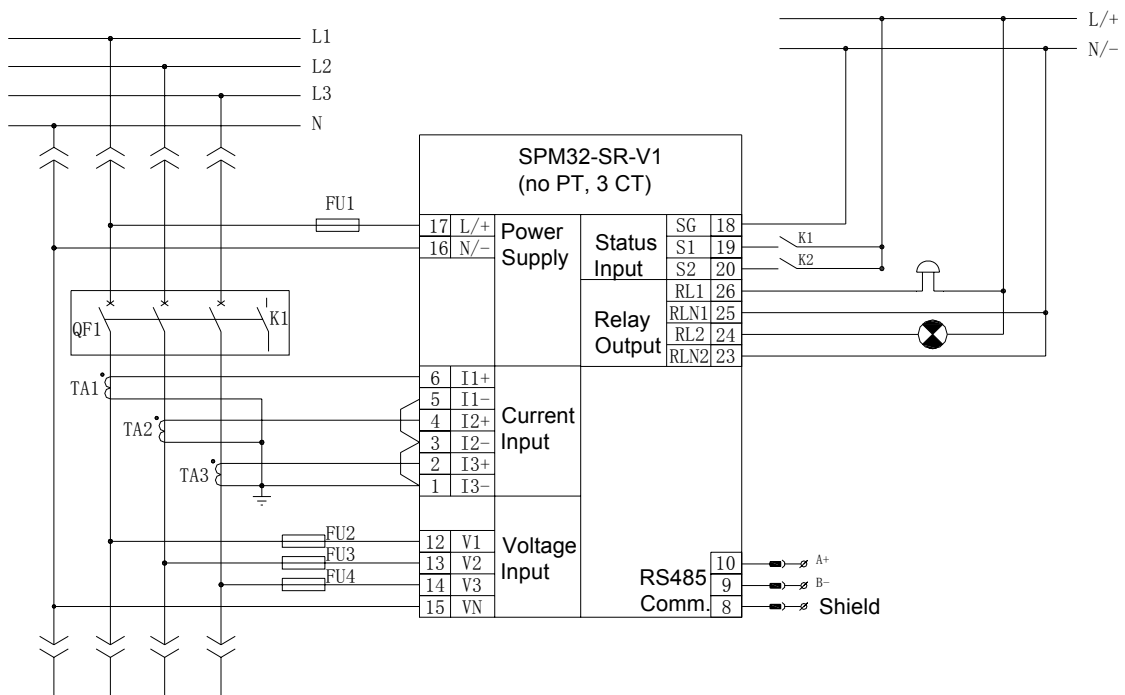 L1
L2
L3
N
L/+
N/-
SPM32-SR-V1
(no PT, 3 CT)
FU1
17 L/+
16 N/-
Power
Supply
Status
Input
SG 18
S1 19
S2 20
K1
K2
Relay
Output
RL1 26
RLN1 25
RL2 24
RLN2 23
QF1
K1
TA1
TA2
TA3
6 I1+
5 I1-
4 I2+
3 I2-
2 I3+
1 I3-
Current
Input
FU2
FU3
FU4
12 V1
13 V2
14 V3
15 VN
Voltage
Input
RS485
Comm.
10
9
8
A+
B-
Shield